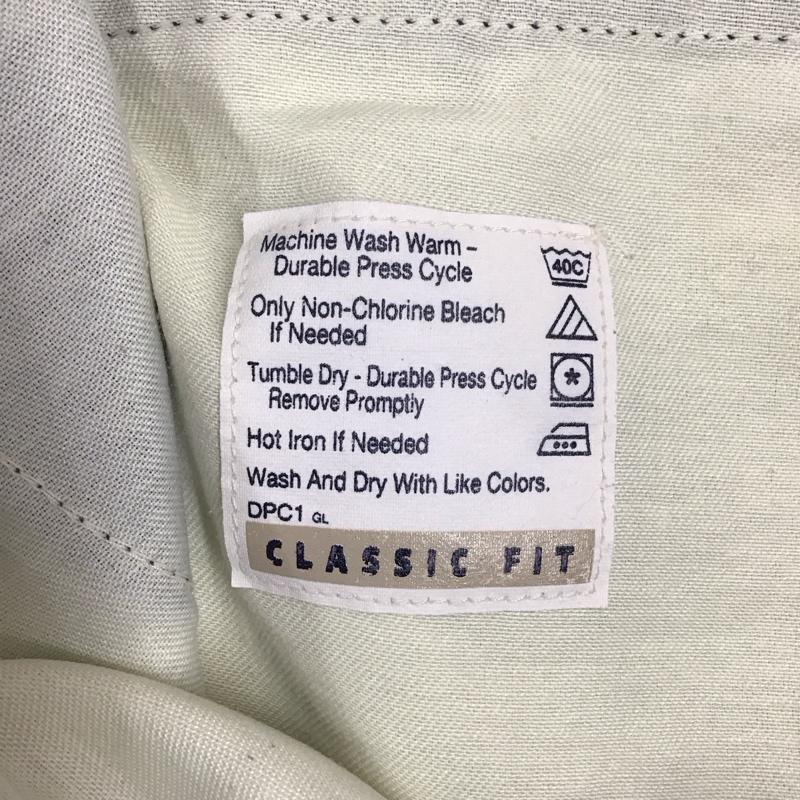 Machine Wash Warm –
Durable Press Cycle
40C
Only Non-Chlorine Bleach
If Needed
Tumble Dry - Durable Press Cycle
Remove Promptly
Hot Iron If Needed
Wash And Dry With Like Colors.
DPC1 GL
CLASSIC FIT